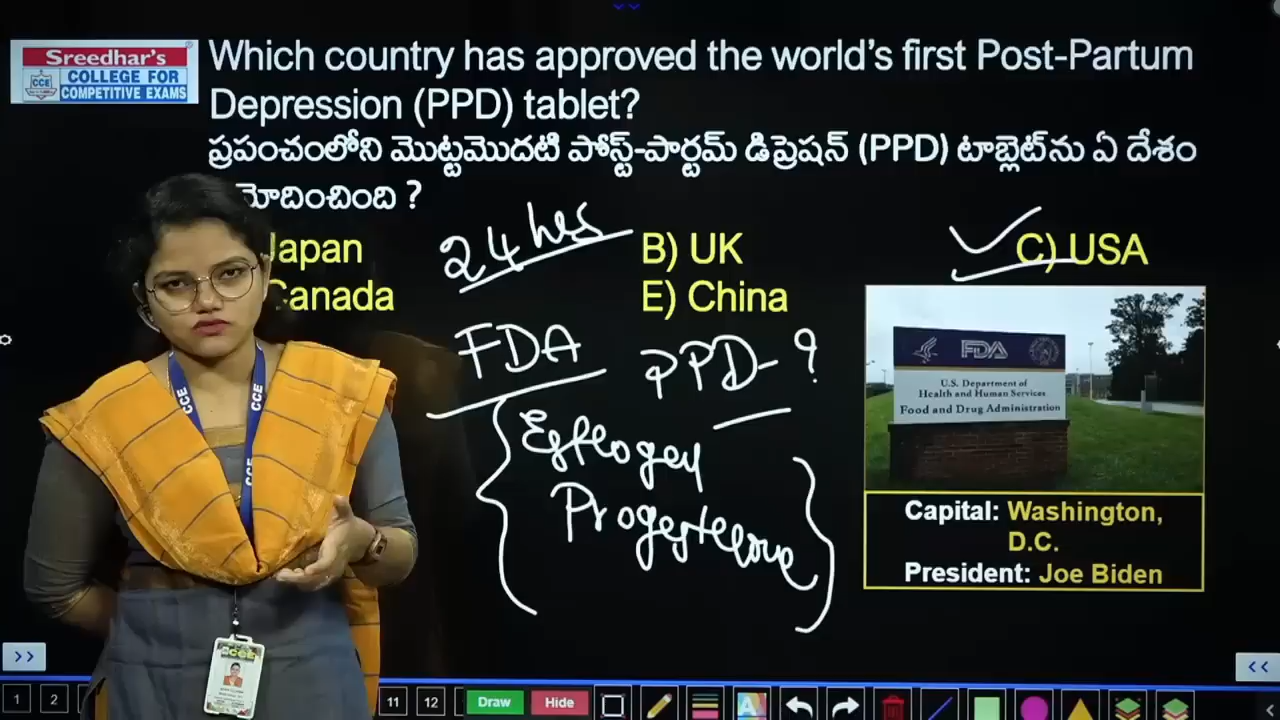 Sreedhar's
CCE
COLLEGE FOR
COMPETITIVE EXAMS
Which country has approved the world's first Post-Partum
Depression (PPD) tablet?
ప్రపంచంలోని మొట్టమొదటి పోస్ట్-పార్టమ్ డిప్రెషన్ (PPD) టాబ్లెట్‌ను ఏ దేశం
మోదించింది ?
Japan
B) UK
C) USA
Canada
E) China
24 hrs
FDA
PPD- ?
Estrogen
Progesterone
FDA
U.S. Department of
Health and Human Services
Food and Drug Administration
Capital: Washington,
D.C.
President: Joe Biden
CCE
CCE
CCE
CCE
>>
<<
1 2 11 12 Draw Hide A